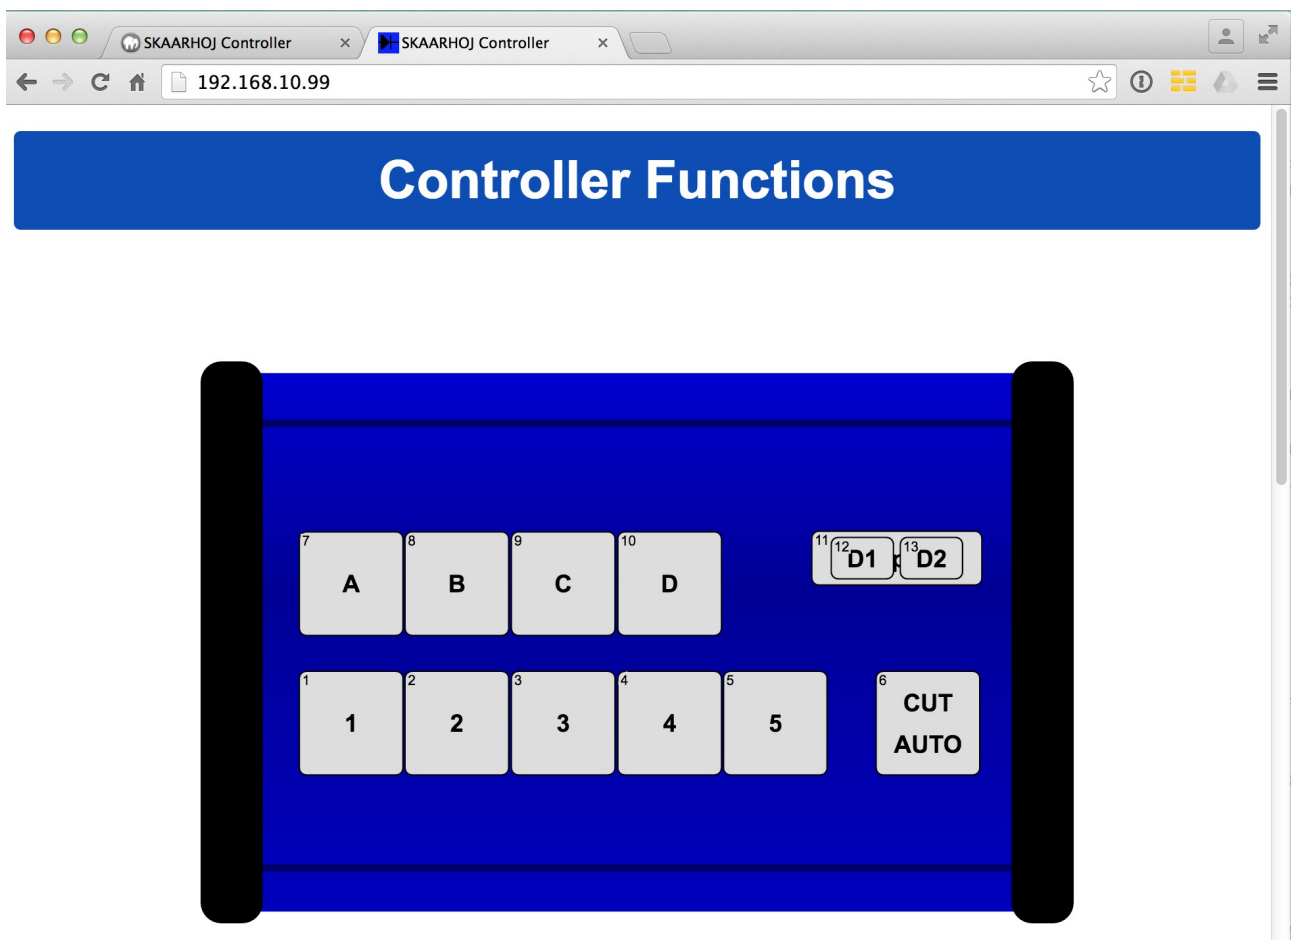 SKAARHOJ Controller
SKAARHOJ Controller
192.168.10.99
Controller Functions
7
A
8
B
9
C
10
D
11
12
D1
13
D2
1
1
2
2
3
3
4
4
5
5
6
CUT
AUTO